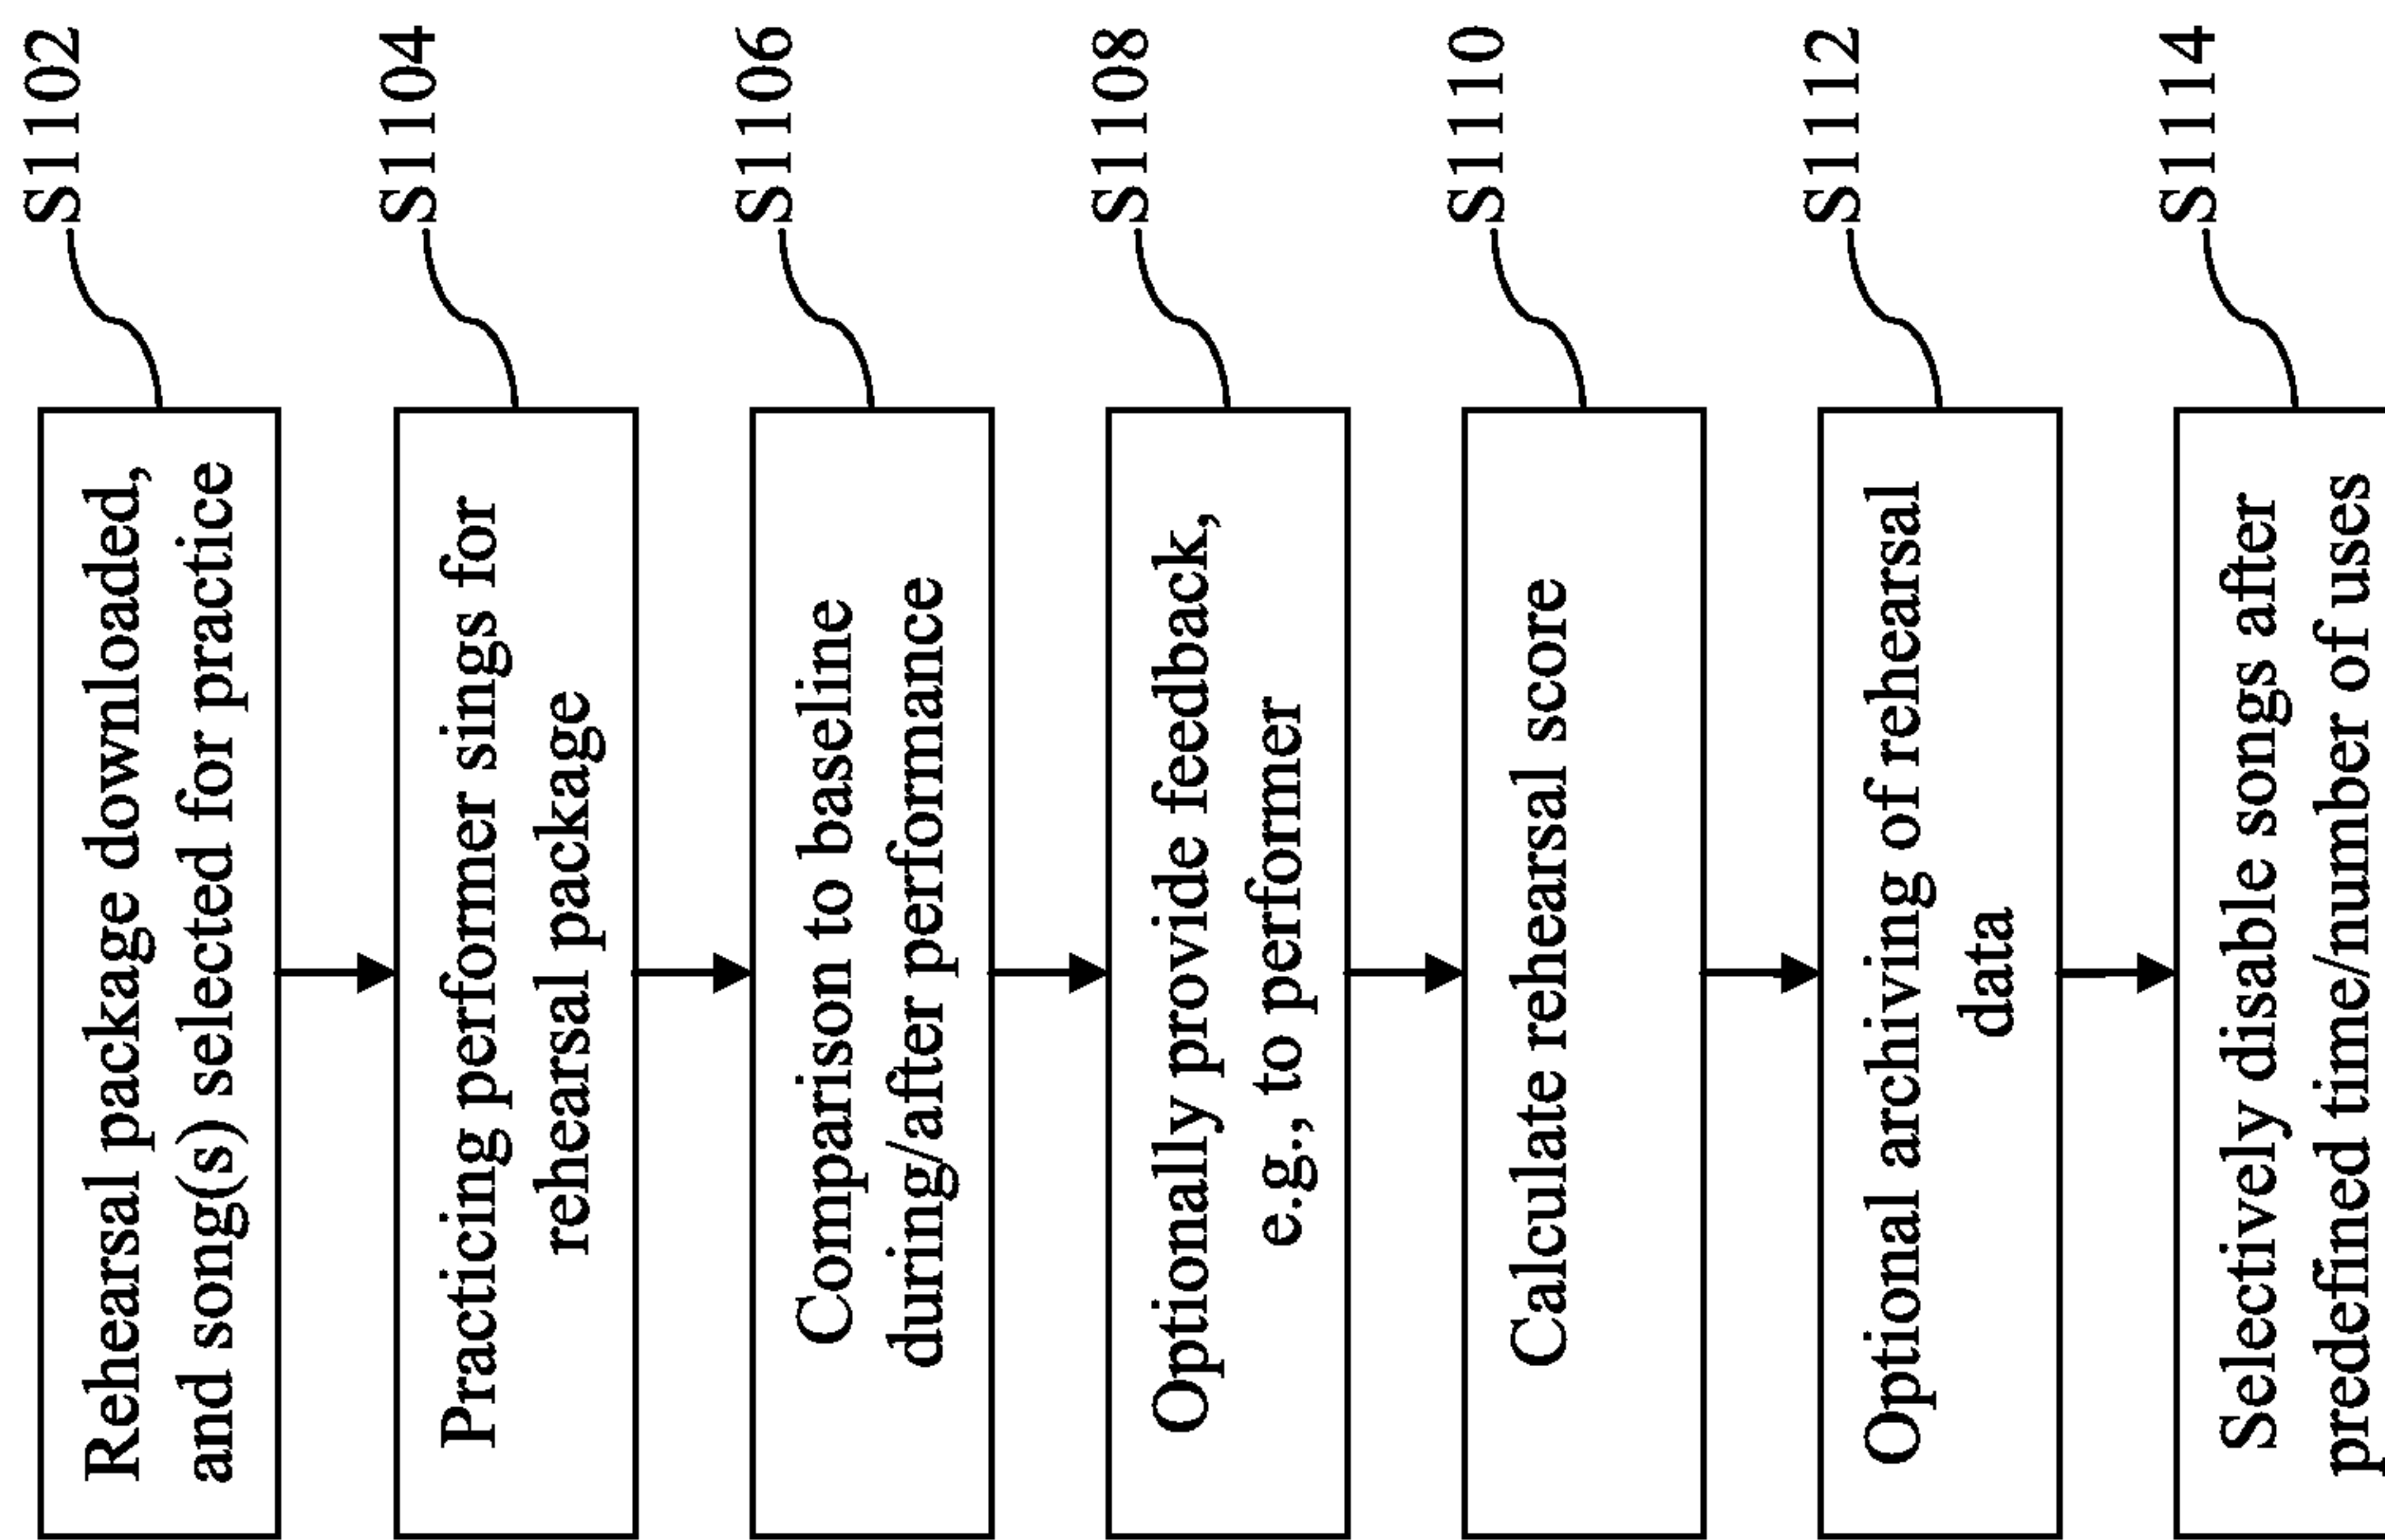 S1102
Rehearsal package downloaded,
and song(s) selected for practice
S1104
Practicing performer sings for
rehearsal package
S1106
Comparison to baseline
during/after performance
S1108
Optionally provide feedback,
e.g., to performer
S1110
Calculate rehearsal score
S1112
Optional archiving of rehearsal
data
S1114
Selectively disable songs after
predefined time/number of uses